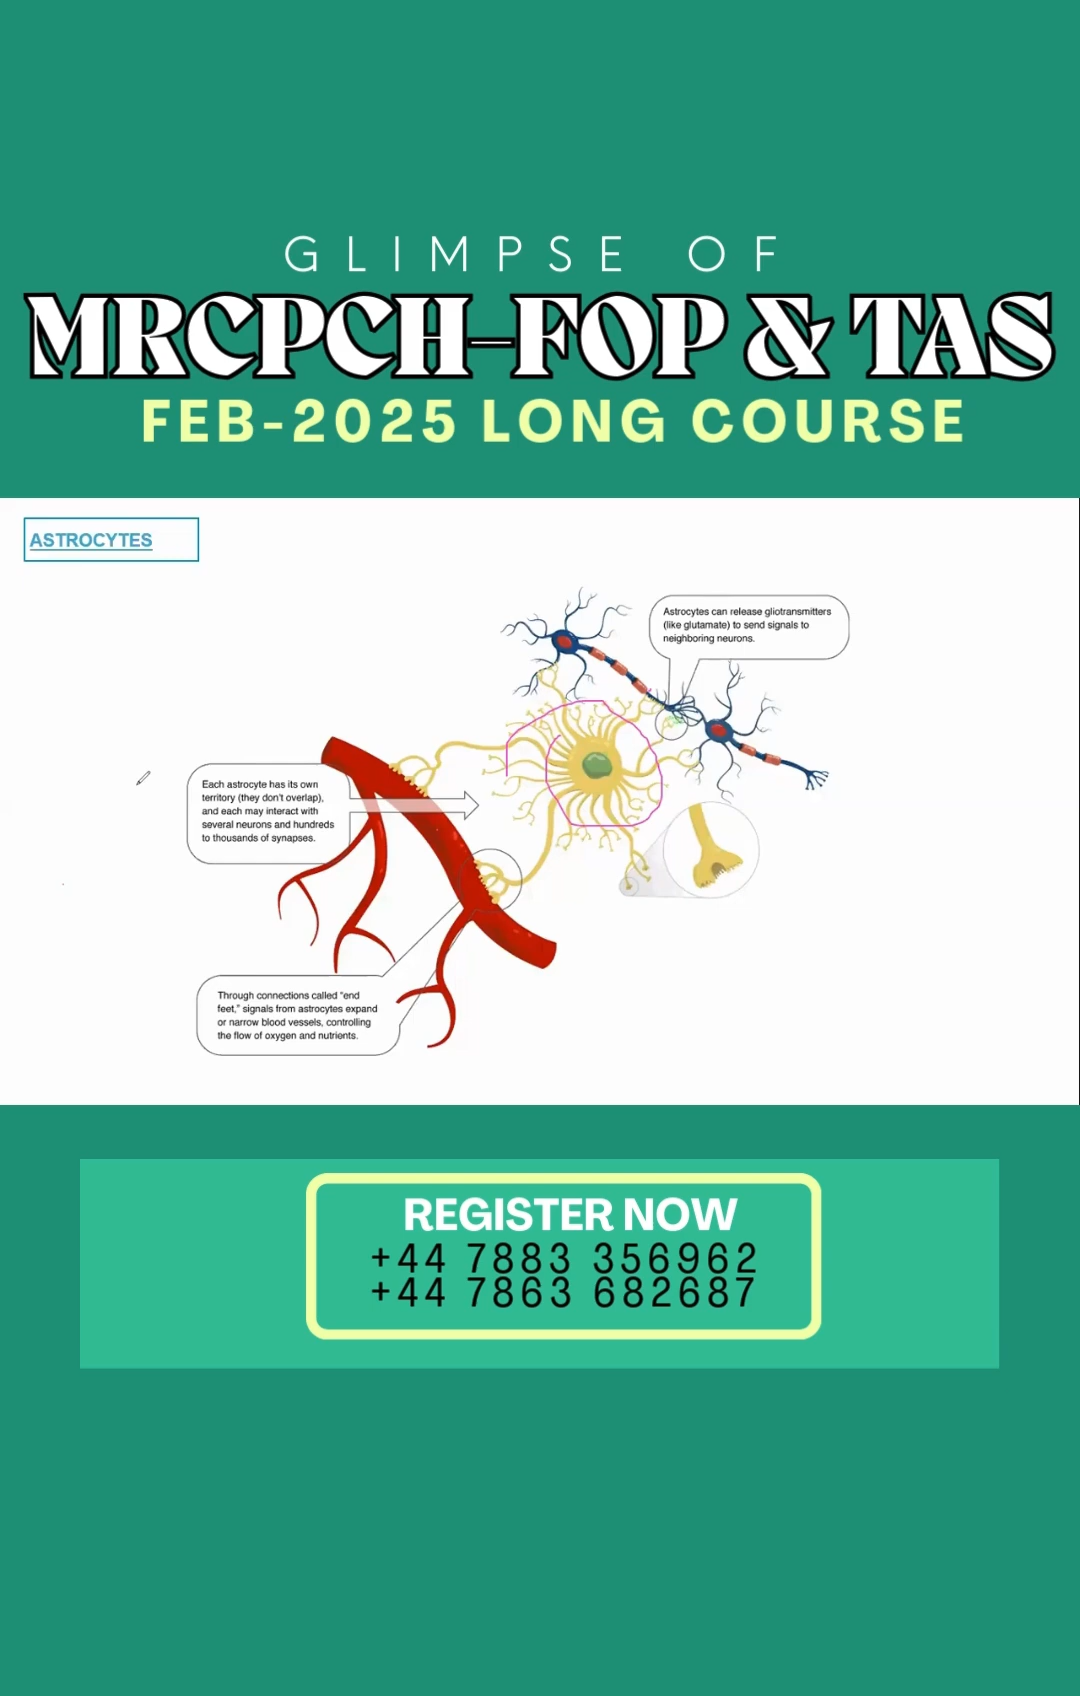 GLIMPSE OF
MRCPCH-FOP & TAS
FEB-2025 LONG COURSE
ASTROCYTES
Astrocytes can release gliotransmitters
(like glutamate) to send signals to
neighboring neurons.
Each astrocyte has its own
territory (they don't overlap),
and each may interact with
several neurons and hundreds
to thousands of synapses.
Through connections called "end
feet," signals from astrocytes expand
or narrow blood vessels, controlling
the flow of oxygen and nutrients.
REGISTER NOW
+44 7883 356962
+44 7863 682687